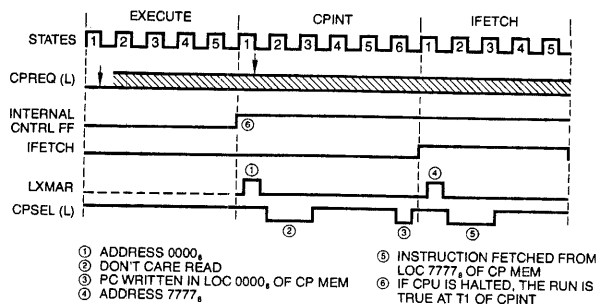 EXECUTE CPINT IFETCH
STATES 1 2 3 4 5 1 2 3 4 5 6 1 2 3 4 5
CPREQ (L)
INTERNAL
CNTRL FF
⑥
IFETCH
LXMAR ① ④
CPSEL (L)
② ③ ⑤
① ADDRESS 0000₈
② DON'T CARE READ
③ PC WRITTEN IN LOC 0000₈ OF CP MEM
④ ADDRESS 7777₈
⑤ INSTRUCTION FETCHED FROM
LOC 7777₈ OF CP MEM
⑥ IF CPU IS HALTED, THE RUN IS
TRUE AT T1 OF CPINT